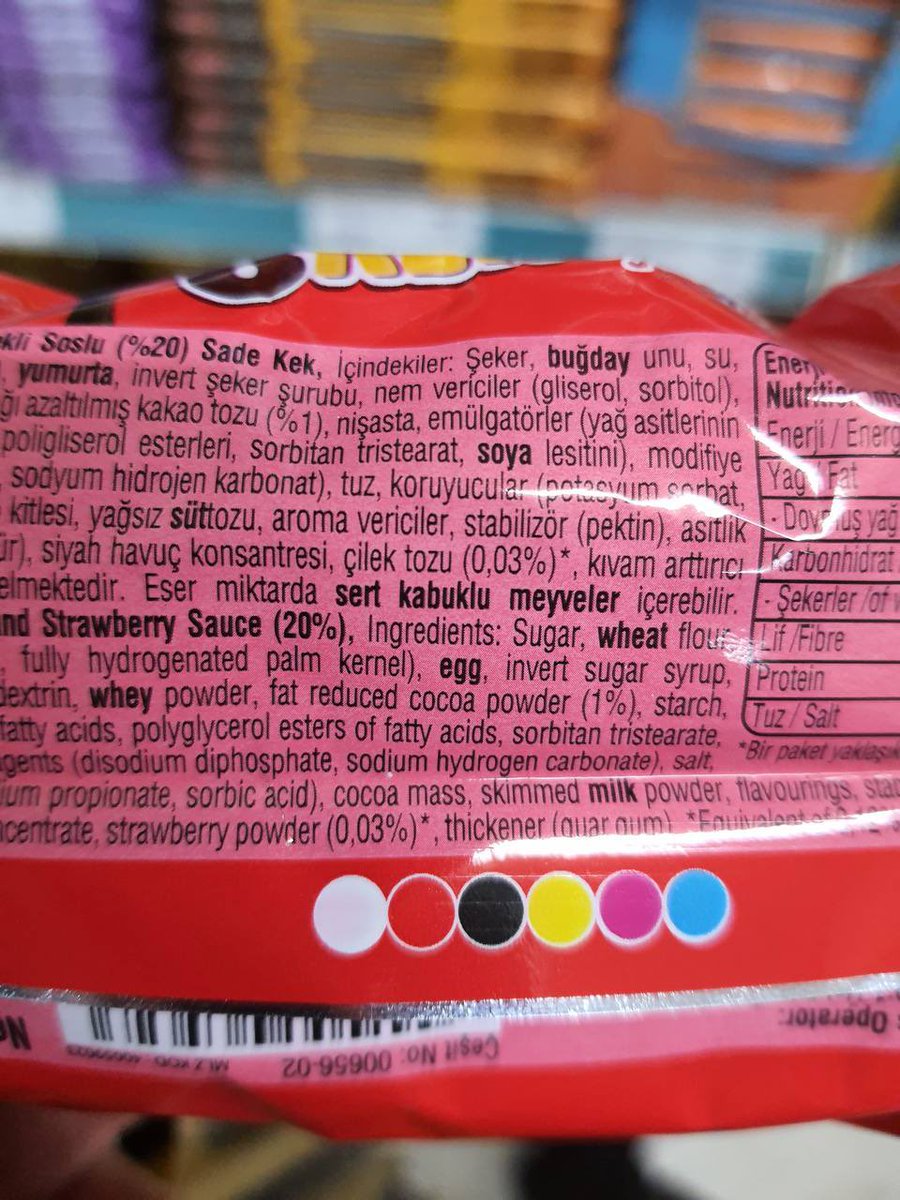 kli Soslu (%20) Sade Kek, İçindekiler: Şeker, buğday unu, su,
, yumurta, invert şeker şurubu, nem vericiler (gliserol, sorbitol),
ğı azaltılmış kakao tozu (%1), nişasta, emülgatörler (yağ asitlerinin
poligliserol esterleri, sorbitan tristearat, soya lesitini), modifiye
, sodyum hidrojen karbonat), tuz, koruyucular (potasyum sorbat,
kitlesi, yağsız süttozu, aroma vericiler, stabilizör (pektin), asitlik
ür), siyah havuç konsantresi, çilek tozu (0,03%)*, kıvam arttırıcı
elmektedir. Eser miktarda sert kabuklu meyveler içerebilir.
nd Strawberry Sauce (20%), Ingredients: Sugar, wheat flour
, fully hydrogenated palm kernel), egg, invert sugar syrup,
dextrin, whey powder, fat reduced cocoa powder (1%), starch,
fatty acids, polyglycerol esters of fatty acids, sorbitan tristearate,
gents (disodium diphosphate, sodium hydrogen carbonate), salt,
ium propionate, sorbic acid), cocoa mass, skimmed milk powder, flavourings, stab
ncentrate, strawberry powder (0,03%)*, thickener (guar gum) *Equivalent of
Enerj
Nutrition
Enerji / Energ
Yağ / Fat
- Doymuş yağ
Karbonhidrat
- Şekerler /of
Lif /Fibre
Protein
Tuz / Salt
*Bir paket yaklaşık
Operator:
Çeşit No: 00656-02